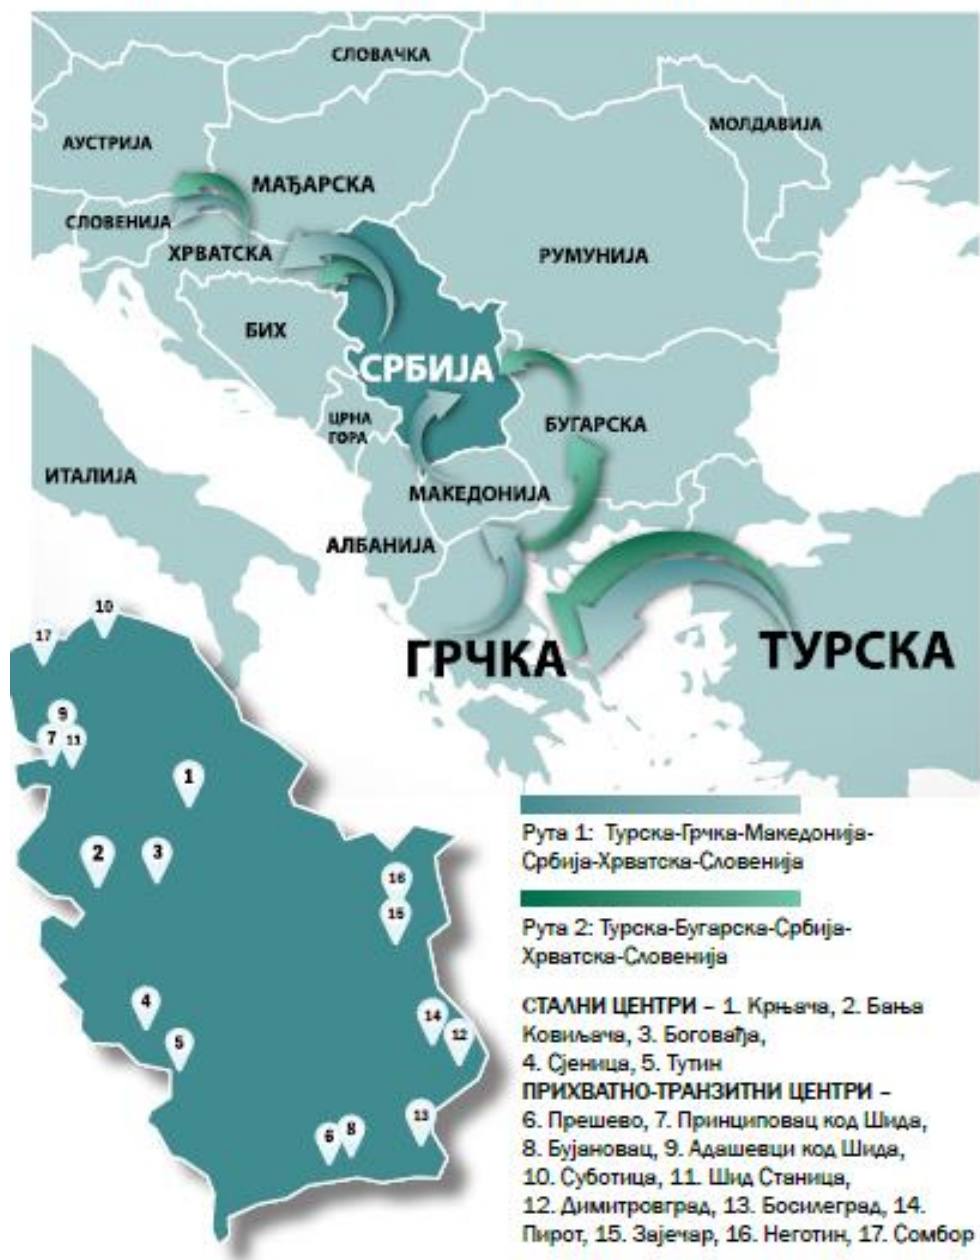 СЛОВАЧКА
МОЛДАВИЈА
АУСТРИЈА
МАЂАРСКА
СЛОВЕНИЈА
ХРВАТСКА
РУМУНИЈА
БИХ
СРБИЈА
ЦРНА
ГОРА
БУГАРСКА
ИТАЛИЈА
МАКЕДОНИЈА
АЛБАНИЈА
ГРЧКА
ТУРСКА
10
17
9
7
11
1
2
3
16
15
4
14
5
12
13
6
8
Рута 1: Турска-Грчка-Македонија-
Србија-Хрватска-Словенија
Рута 2: Турска-Бугарска-Србија-
Хрватска-Словенија
СТАЛНИ ЦЕНТРИ – 1. Крњача, 2. Бања
Ковиљача, 3. Боговађа,
4. Сјеница, 5. Тутин
ПРИХВАТНО-ТРАНЗИТНИ ЦЕНТРИ –
6. Прешево, 7. Принциповац код Шида,
8. Бујановац, 9. Адашевци код Шида,
10. Суботица, 11. Шид Станица,
12. Димитровград, 13. Босилеград, 14.
Пирот, 15. Зајечар, 16. Неготин, 17. Сомбор